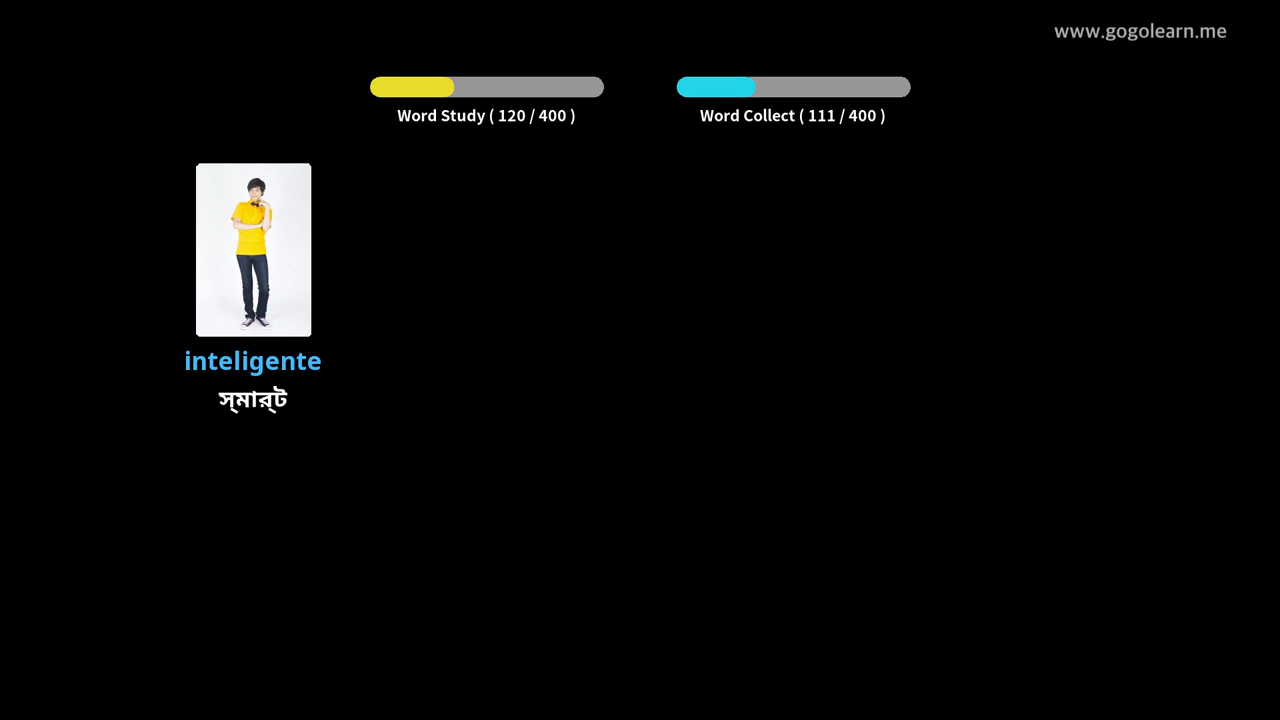 www.gogolearn.me
Word Study ( 120 / 400 )
Word Collect ( 111 / 400 )
inteligente
স্মার্ট